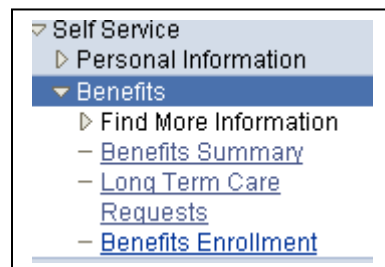 Self Service
Personal Information
Benefits
Find More Information
Benefits Summary
Long Term Care
Requests
Benefits Enrollment